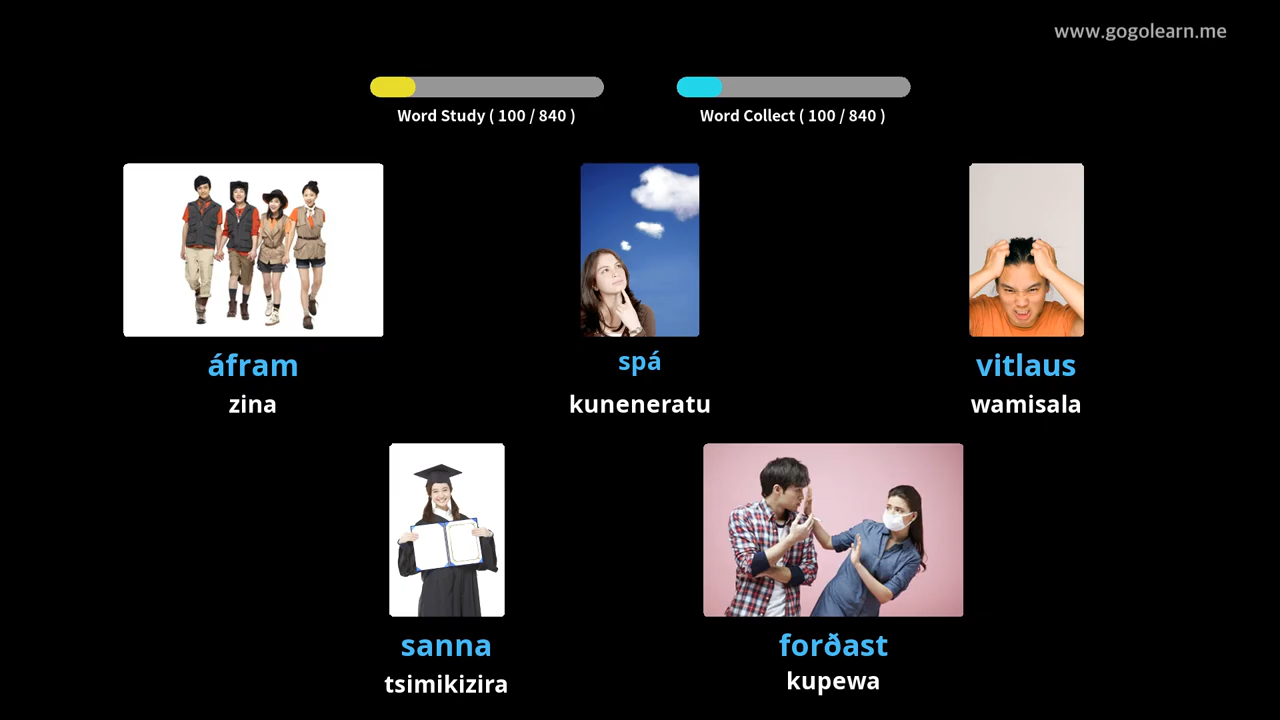 www.gogolearn.me
Word Study ( 100 / 840 )
Word Collect ( 100 / 840 )
áfram
zina
spá
kuneneratu
vitlaus
wamisala
sanna
tsimikizira
forðast
kupewa